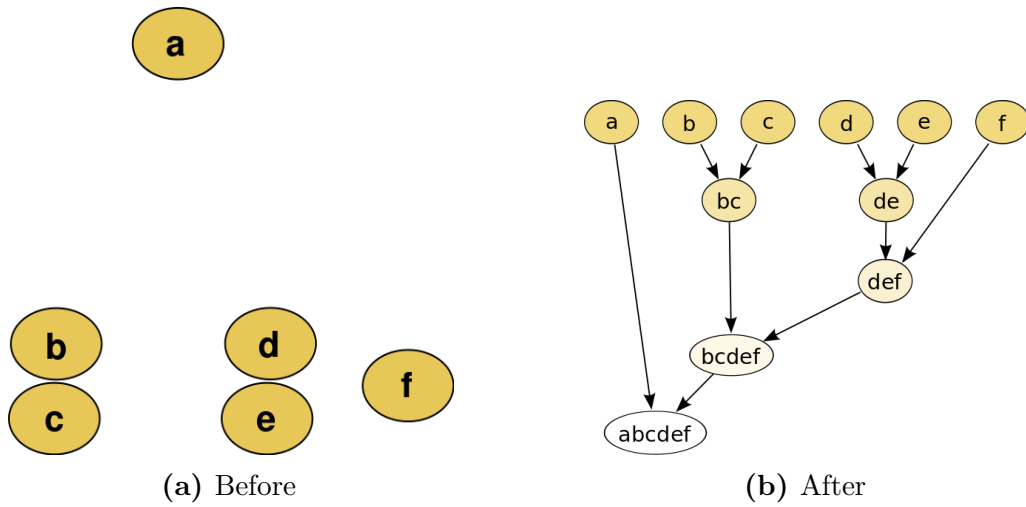 a
b
c
d
e
f
(a) Before
a b c d e f
bc de
def
bcdef
abcdef
(b) After